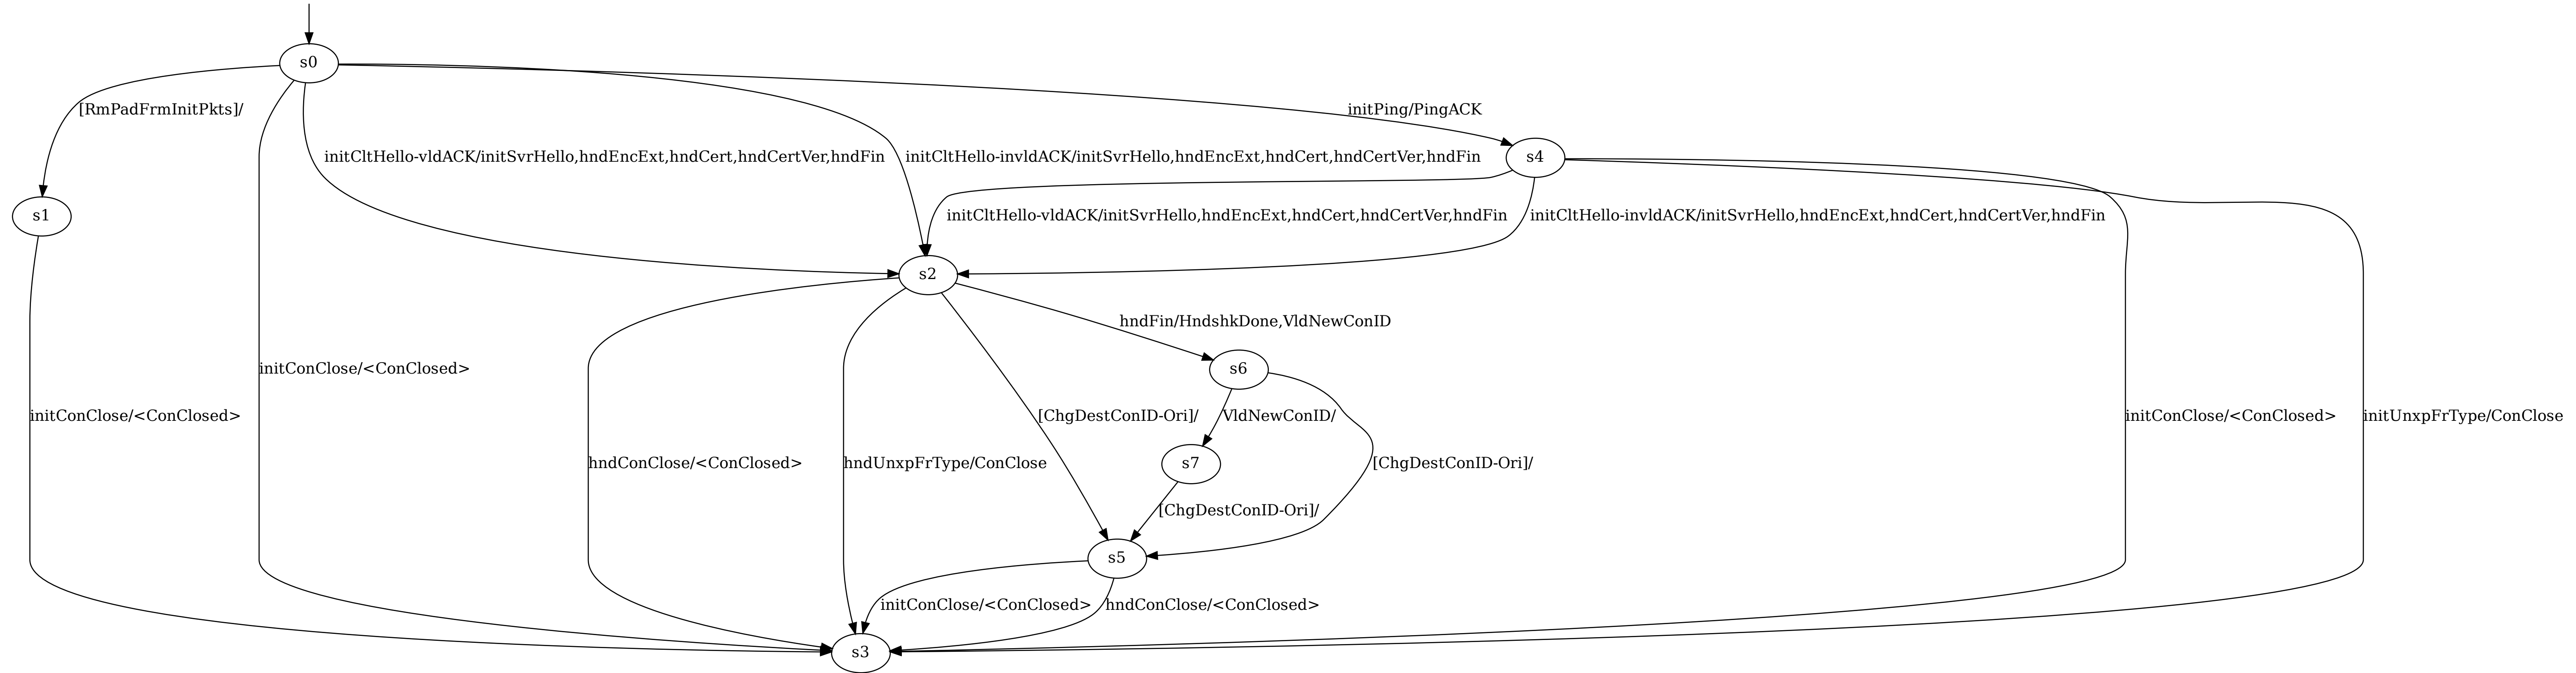 s0
[RmPadFrmInitPkts]/
initPing/PingACK
initCltHello-vldACK/initSvrHello,hndEncExt,hndCert,hndCertVer,hndFin
initCltHello-invldACK/initSvrHello,hndEncExt,hndCert,hndCertVer,hndFin
s4
s1
initCltHello-vldACK/initSvrHello,hndEncExt,hndCert,hndCertVer,hndFin
initCltHello-invldACK/initSvrHello,hndEncExt,hndCert,hndCertVer,hndFin
s2
hndFin/HndshkDone,VldNewConID
initConClose/<ConClosed>
s6
initConClose/<ConClosed>
[ChgDestConID-Ori]/
VldNewConID/
initConClose/<ConClosed>
initUnxpFrType/ConClose
hndConClose/<ConClosed>
hndUnxpFrType/ConClose
s7
[ChgDestConID-Ori]/
[ChgDestConID-Ori]/
s5
initConClose/<ConClosed>
hndConClose/<ConClosed>
s3